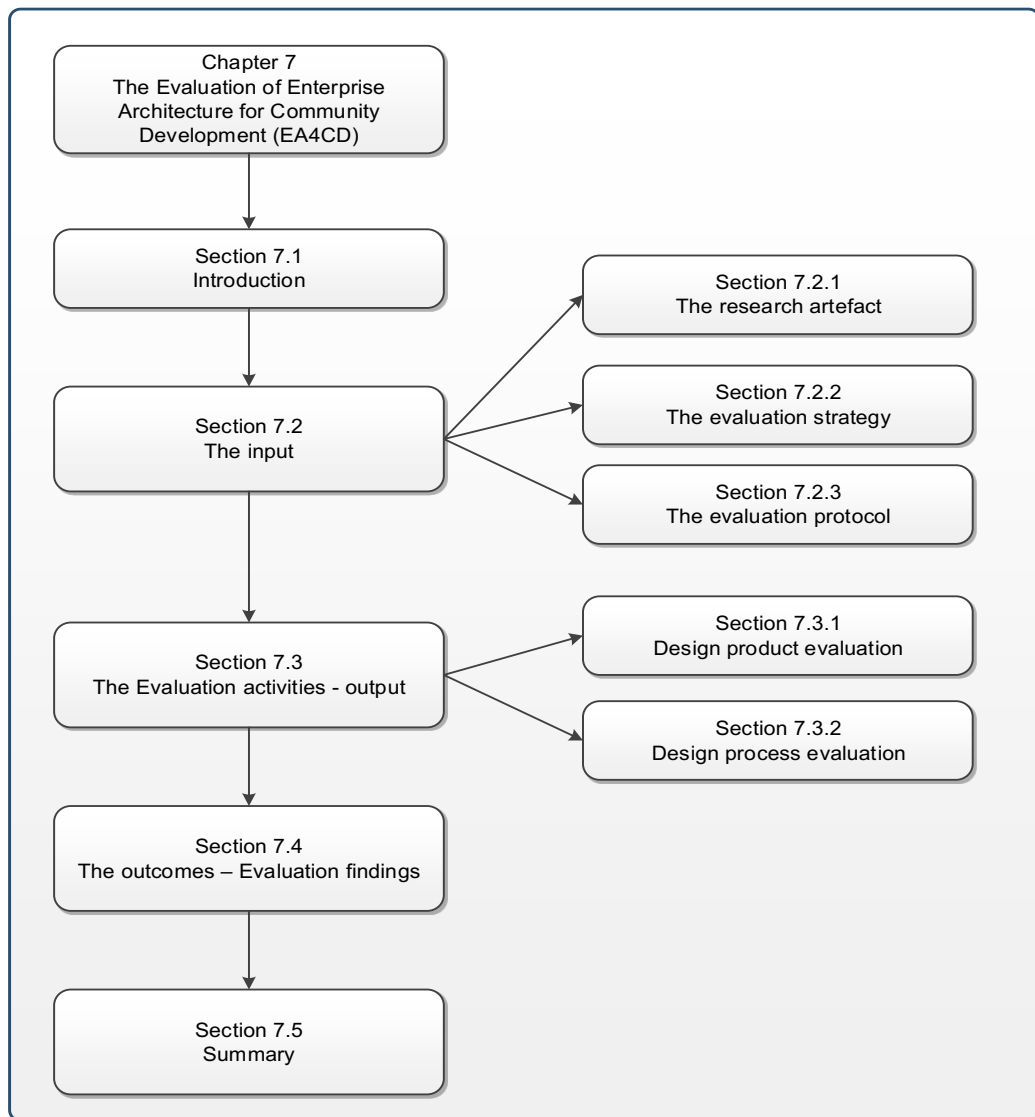 Chapter 7
The Evaluation of Enterprise
Architecture for Community
Development (EA4CD)
Section 7.1
Introduction
Section 7.2
The input
Section 7.2.1
The research artefact
Section 7.2.2
The evaluation strategy
Section 7.2.3
The evaluation protocol
Section 7.3
The Evaluation activities - output
Section 7.3.1
Design product evaluation
Section 7.3.2
Design process evaluation
Section 7.4
The outcomes – Evaluation findings
Section 7.5
Summary